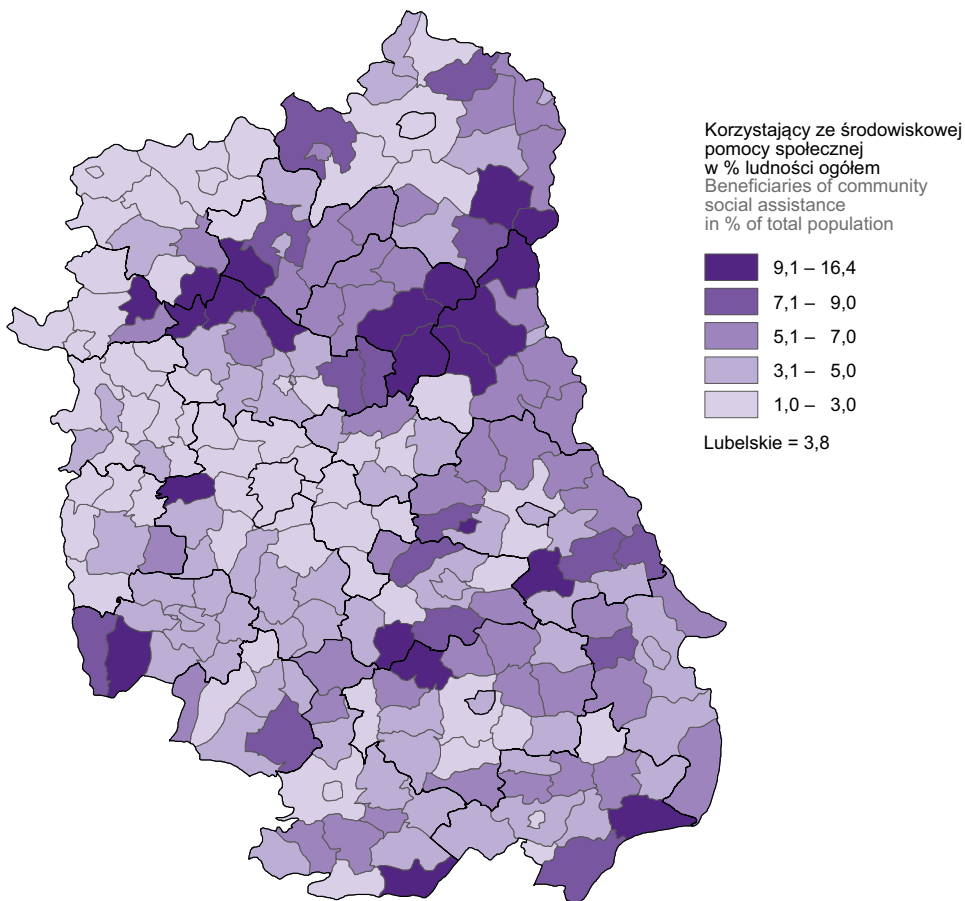 Korzystający ze środowiskowej
pomocy społecznej
w % ludności ogółem
Beneficiaries of community
social assistance
in % of total population
9,1 – 16,4
7,1 – 9,0
5,1 – 7,0
3,1 – 5,0
1,0 – 3,0
Lubelskie = 3,8